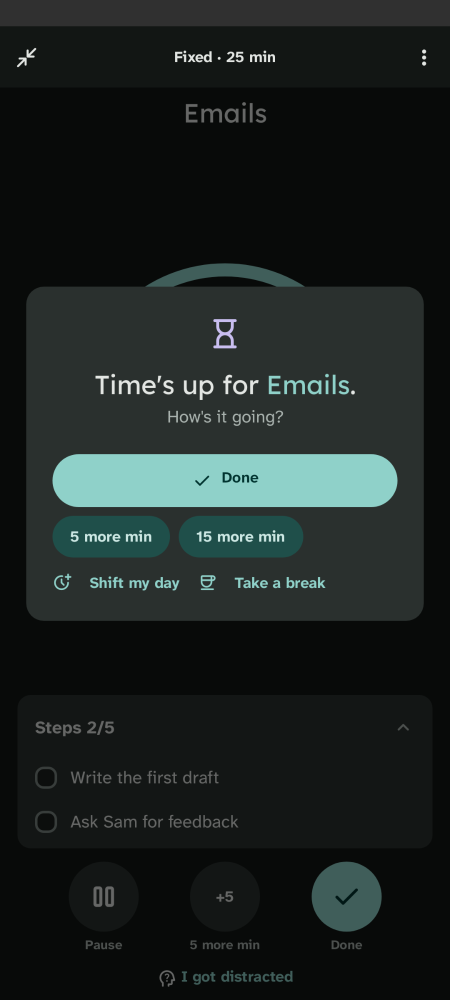 Fixed · 25 min
Emails
Time's up for Emails.
How's it going?
Done
5 more min
15 more min
Shift my day
Take a break
Steps 2/5
Write the first draft
Ask Sam for feedback
+5
Pause
5 more min
Done
I got distracted